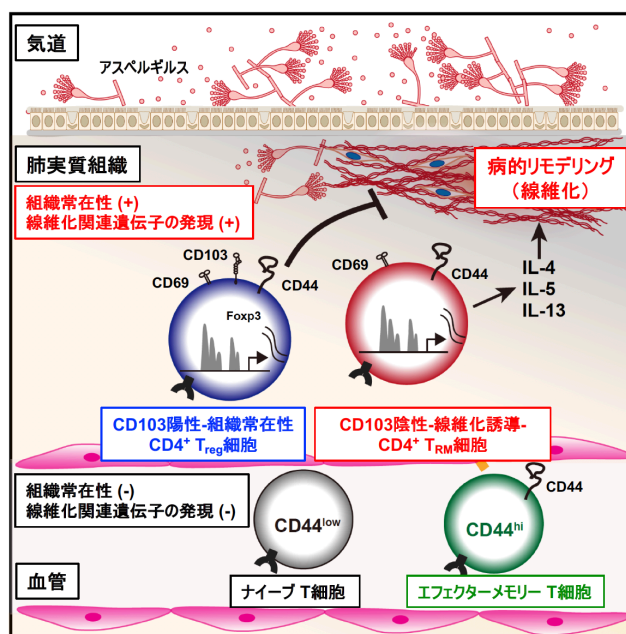 気道
アスペルギルス
肺実質組織
病的リモデリング
（線維化）
組織常在性 (+)
線維化関連遺伝子の発現 (+)
CD103
CD69
CD44
Foxp3
CD69
CD44
IL-4
IL-5
IL-13
CD103陽性-組織常在性
CD4+ Treg細胞
CD103陰性-線維化誘導-
CD4+ TRM細胞
組織常在性 (-)
線維化関連遺伝子の発現 (-)
CD44low
CD44hi
CD44
血管
ナイーブ T細胞
エフェクターメモリー T細胞